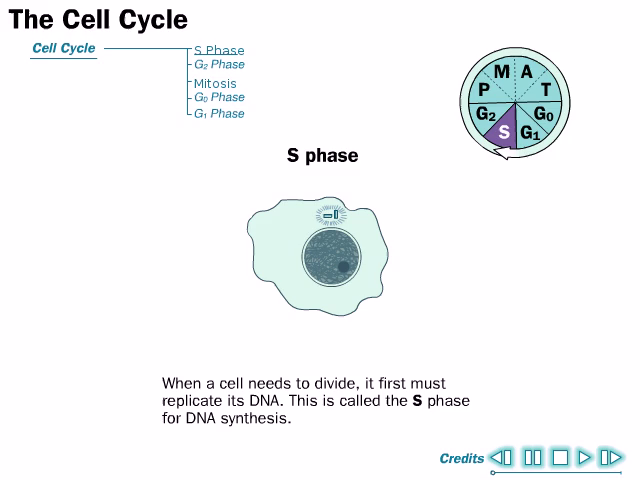 The Cell Cycle
Cell Cycle
S Phase
G₂ Phase
Mitosis
G₀ Phase
G₁ Phase
M A
P T
G₂ G₀
S G₁
S phase
When a cell needs to divide, it first must
replicate its DNA. This is called the S phase
for DNA synthesis.
Credits